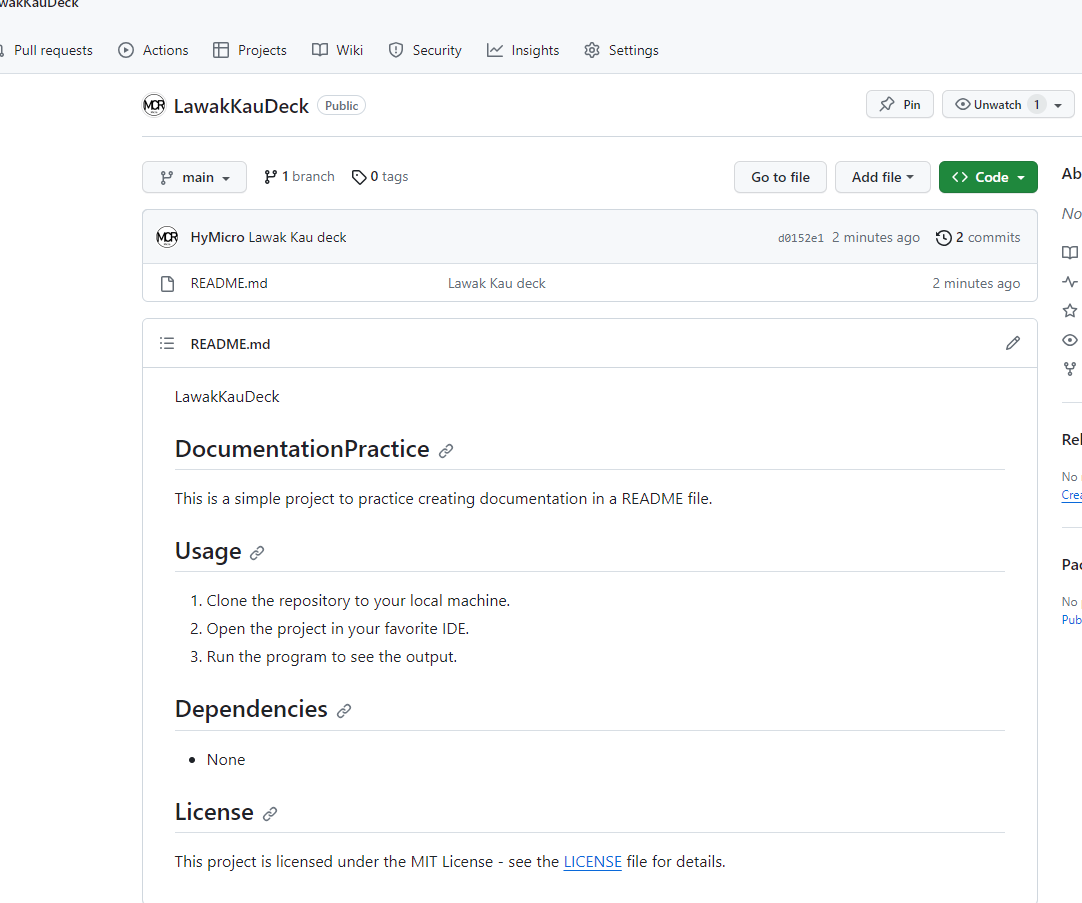 wakKauDeck
Pull requests Actions Projects Wiki Security Insights Settings
MCR LawakKauDeck Public Pin Unwatch 1
main 1 branch 0 tags Go to file Add file <> Code Ab
No
MCR HyMicro Lawak Kau deck d0152e1 2 minutes ago 2 commits
README.md Lawak Kau deck 2 minutes ago
README.md
LawakKauDeck
DocumentationPractice
Rel
No
Crea
This is a simple project to practice creating documentation in a README file.
Usage
Pac
1. Clone the repository to your local machine.
No
2. Open the project in your favorite IDE.
Pub
3. Run the program to see the output.
Dependencies
• None
License
This project is licensed under the MIT License - see the LICENSE file for details.